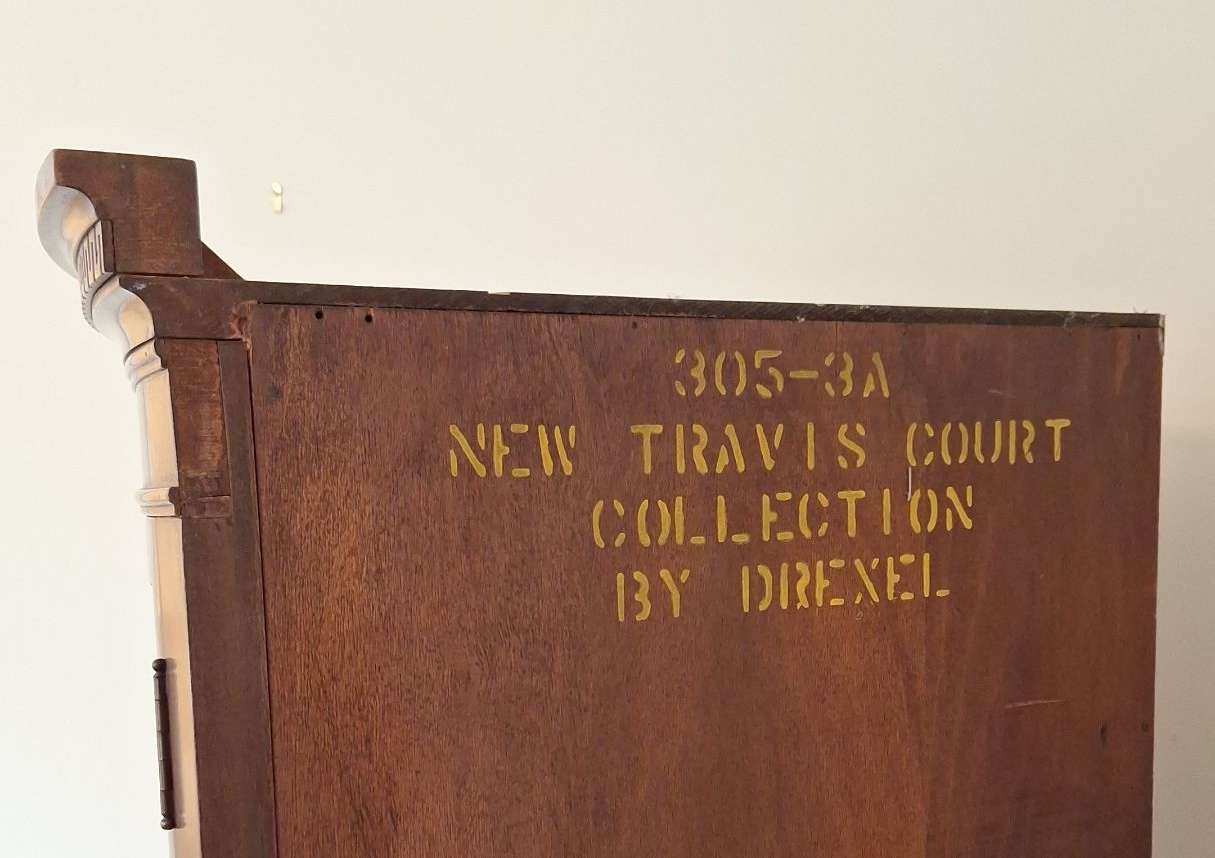 305-3A
NEW TRAVIS COURT
COLLECTION
BY DREXEL